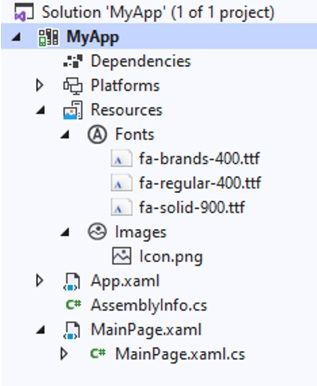 Solution 'MyApp' (1 of 1 project)
MyApp
Dependencies
Platforms
Resources
Fonts
fa-brands-400.ttf
fa-regular-400.ttf
fa-solid-900.ttf
Images
Icon.png
App.xaml
C# AssemblyInfo.cs
MainPage.xaml
C# MainPage.xaml.cs